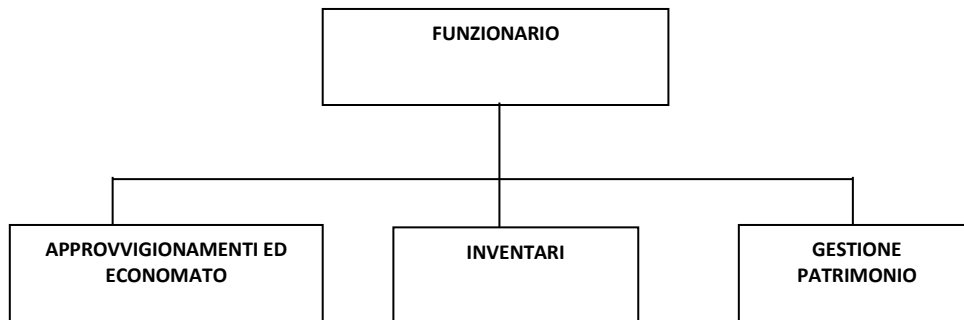 FUNZIONARIO
APPROVVIGIONAMENTI ED
ECONOMATO
INVENTARI
GESTIONE
PATRIMONIO